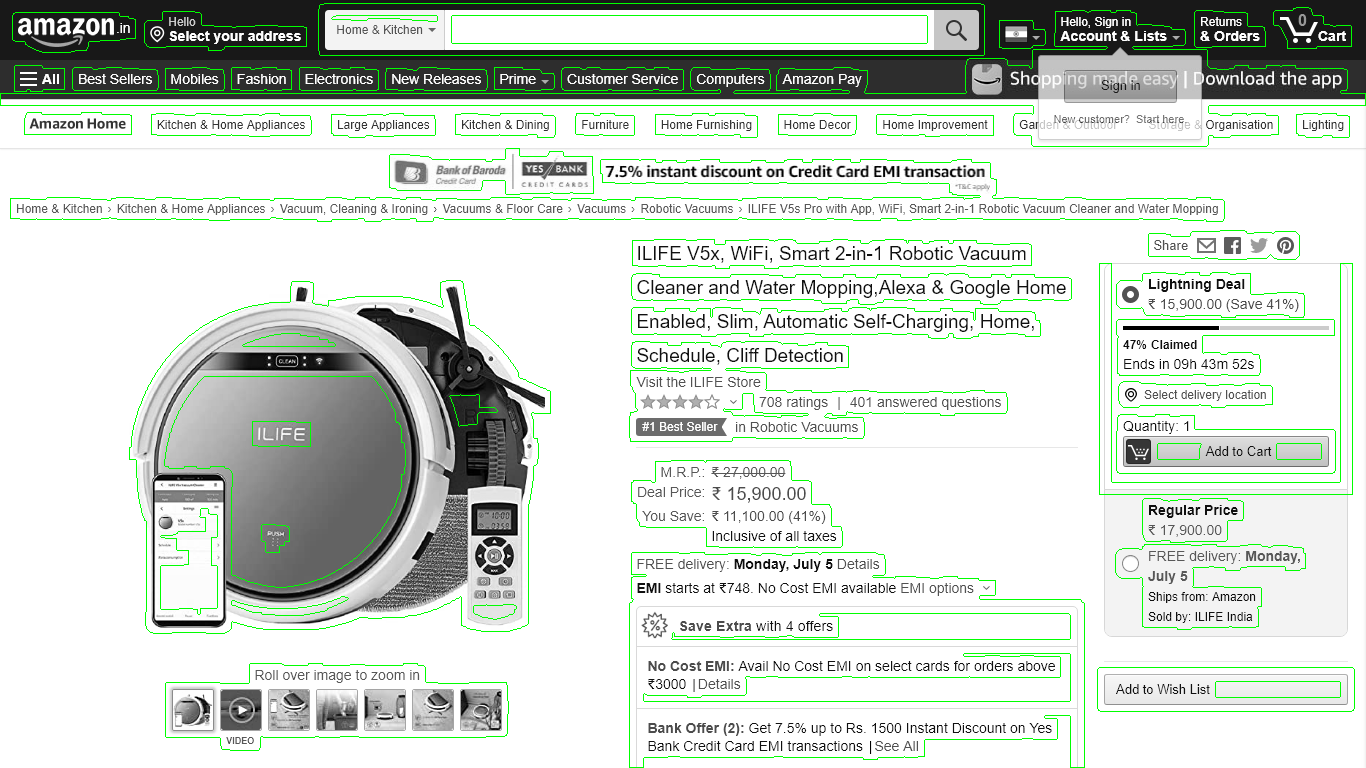 amazon.in
Hello
Select your address
Home & Kitchen
Hello, Sign in
Account & Lists
Returns
& Orders
0
Cart
All
Best Sellers
Mobiles
Fashion
Electronics
New Releases
Prime
Customer Service
Computers
Amazon Pay
Shopping made easy | Download the app
Sign in
New customer? Start here.
Amazon Home
Kitchen & Home Appliances
Large Appliances
Kitchen & Dining
Furniture
Home Furnishing
Home Decor
Home Improvement
Garden & Outdoor
Storage & Organisation
Lighting
Bank of Baroda
Credit Card
YES BANK
CREDIT CARDS
7.5% instant discount on Credit Card EMI transaction
*T&C apply
Home & Kitchen › Kitchen & Home Appliances › Vacuum, Cleaning & Ironing › Vacuums & Floor Care › Vacuums › Robotic Vacuums › ILIFE V5s Pro with App, WiFi, Smart 2-in-1 Robotic Vacuum Cleaner and Water Mopping
Share
CLEAN
ILIFE
PUSH
Roll over image to zoom in
VIDEO
ILIFE V5x, WiFi, Smart 2-in-1 Robotic Vacuum
Cleaner and Water Mopping,Alexa & Google Home
Enabled, Slim, Automatic Self-Charging, Home,
Schedule, Cliff Detection
Visit the ILIFE Store
708 ratings | 401 answered questions
#1 Best Seller in Robotic Vacuums
M.R.P.: ₹ 27,000.00
Deal Price: ₹ 15,900.00
You Save: ₹ 11,100.00 (41%)
Inclusive of all taxes
FREE delivery: Monday, July 5 Details
EMI starts at ₹748. No Cost EMI available EMI options
Save Extra with 4 offers
No Cost EMI: Avail No Cost EMI on select cards for orders above
₹3000 | Details
Bank Offer (2): Get 7.5% up to Rs. 1500 Instant Discount on Yes
Bank Credit Card EMI transactions | See All
Lightning Deal
₹ 15,900.00 (Save 41%)
47% Claimed
Ends in 09h 43m 52s
Select delivery location
Quantity: 1
Add to Cart
Regular Price
₹ 17,900.00
FREE delivery: Monday,
July 5
Ships from: Amazon
Sold by: ILIFE India
Add to Wish List